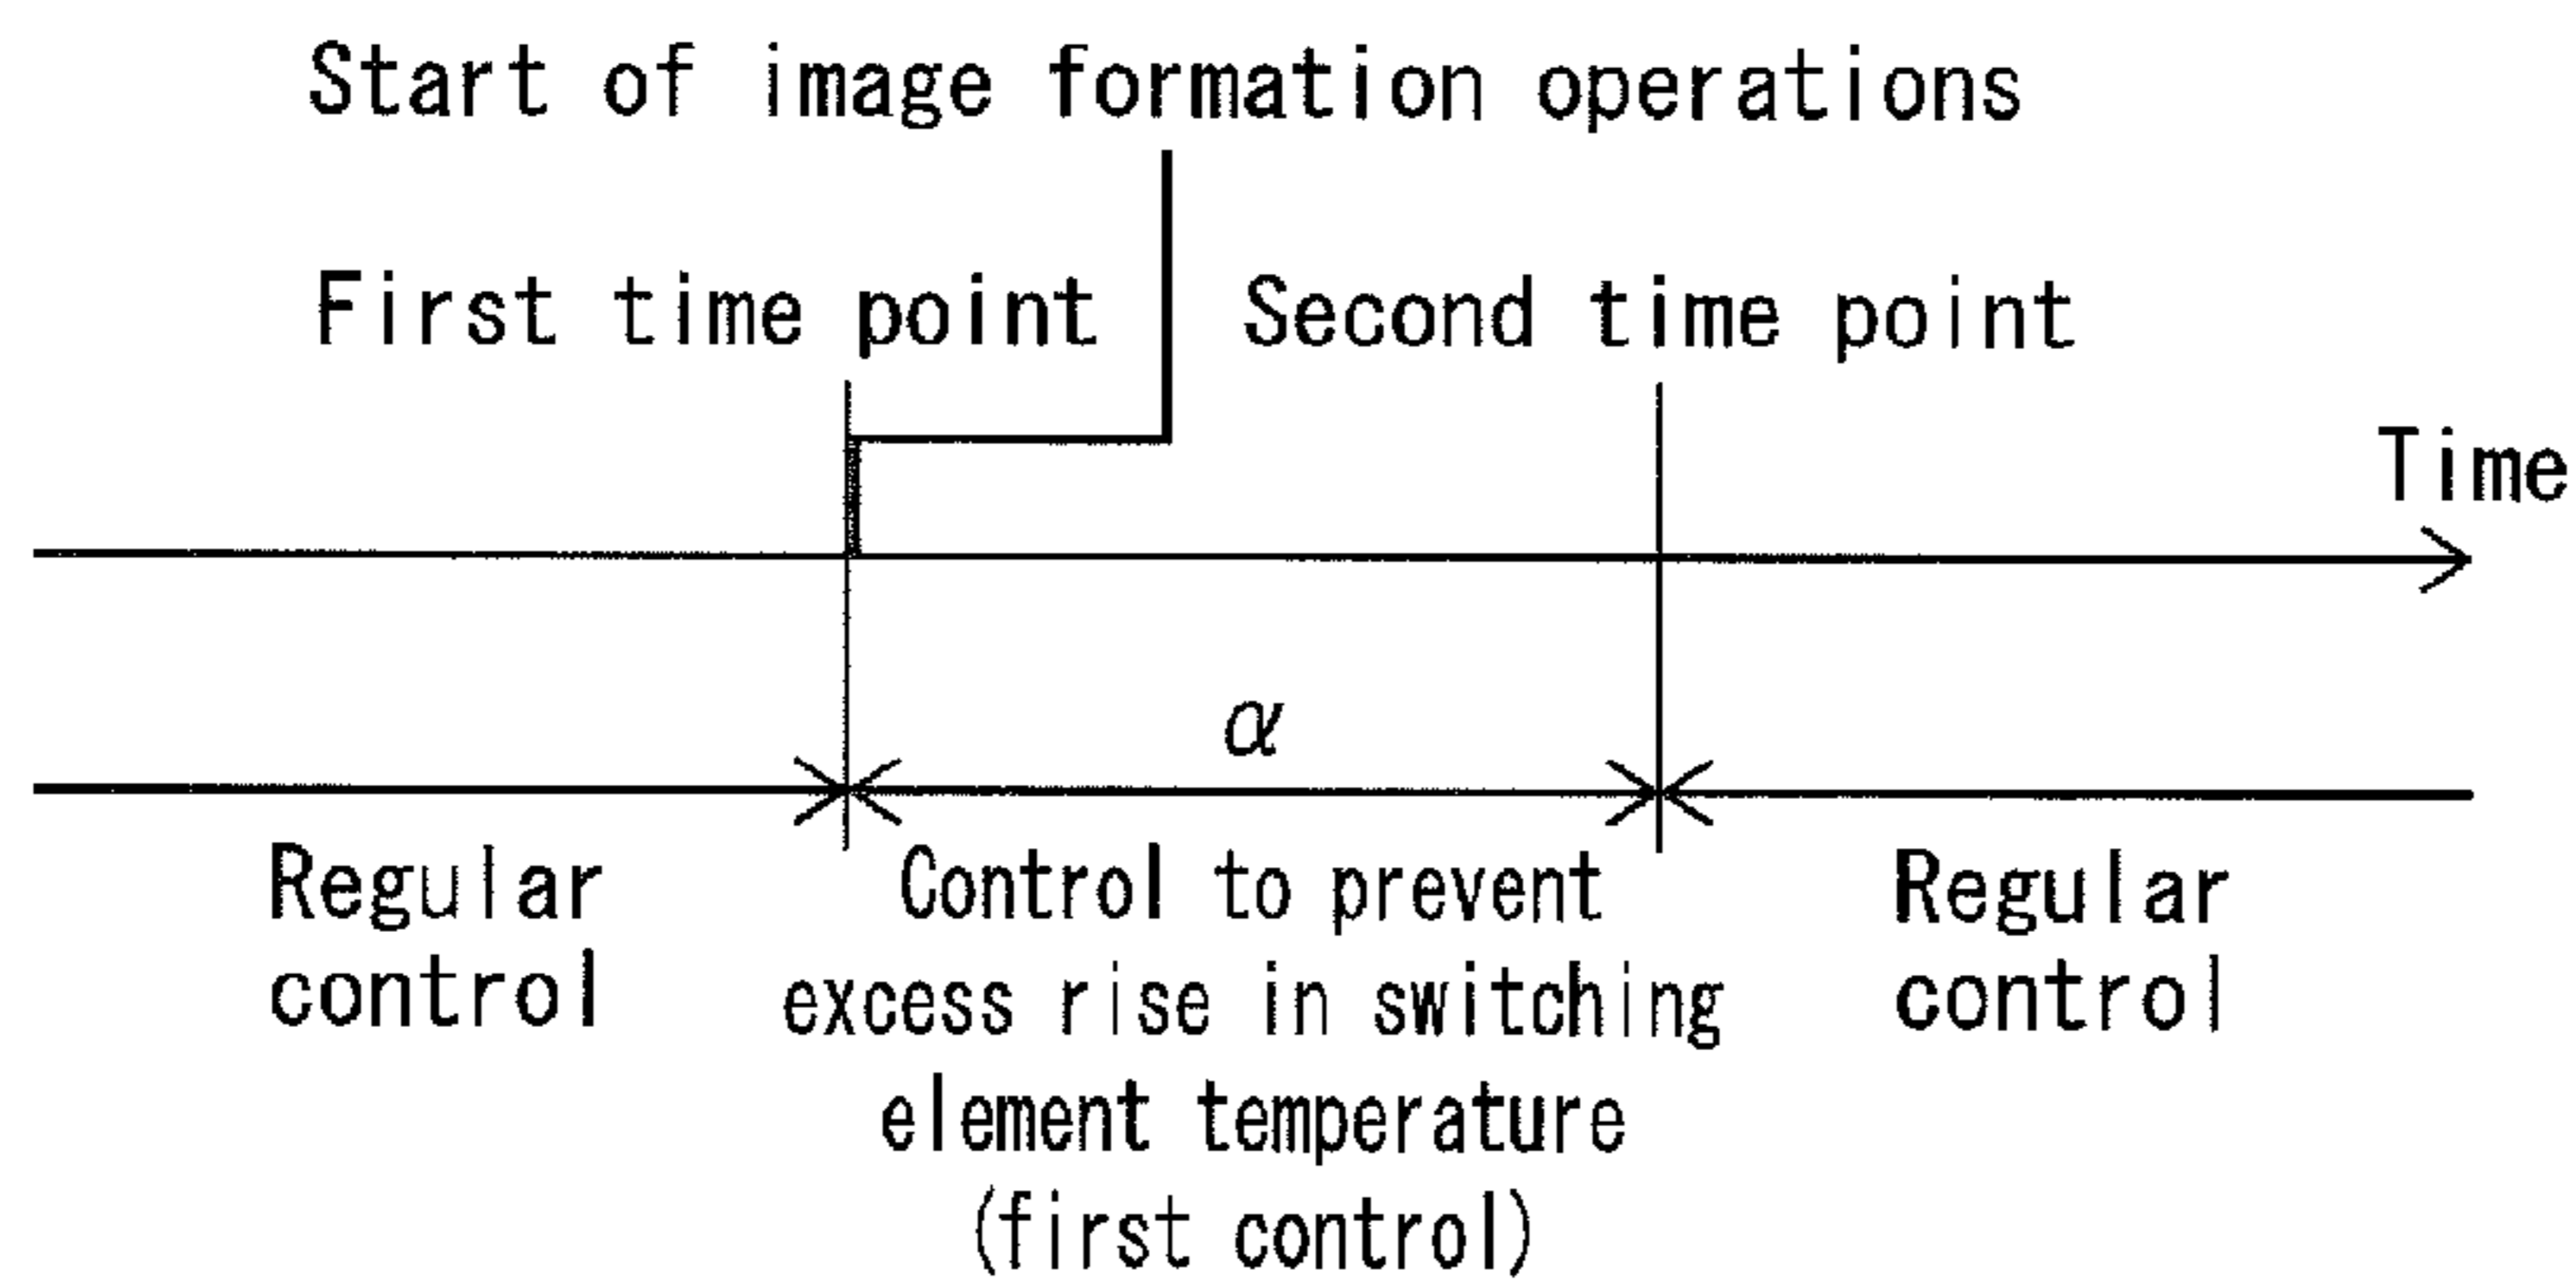 Start of image formation operations
First time point
Second time point
Time
α
Regular
control
Control to prevent
excess rise in switching
element temperature
(first control)
Regular
control